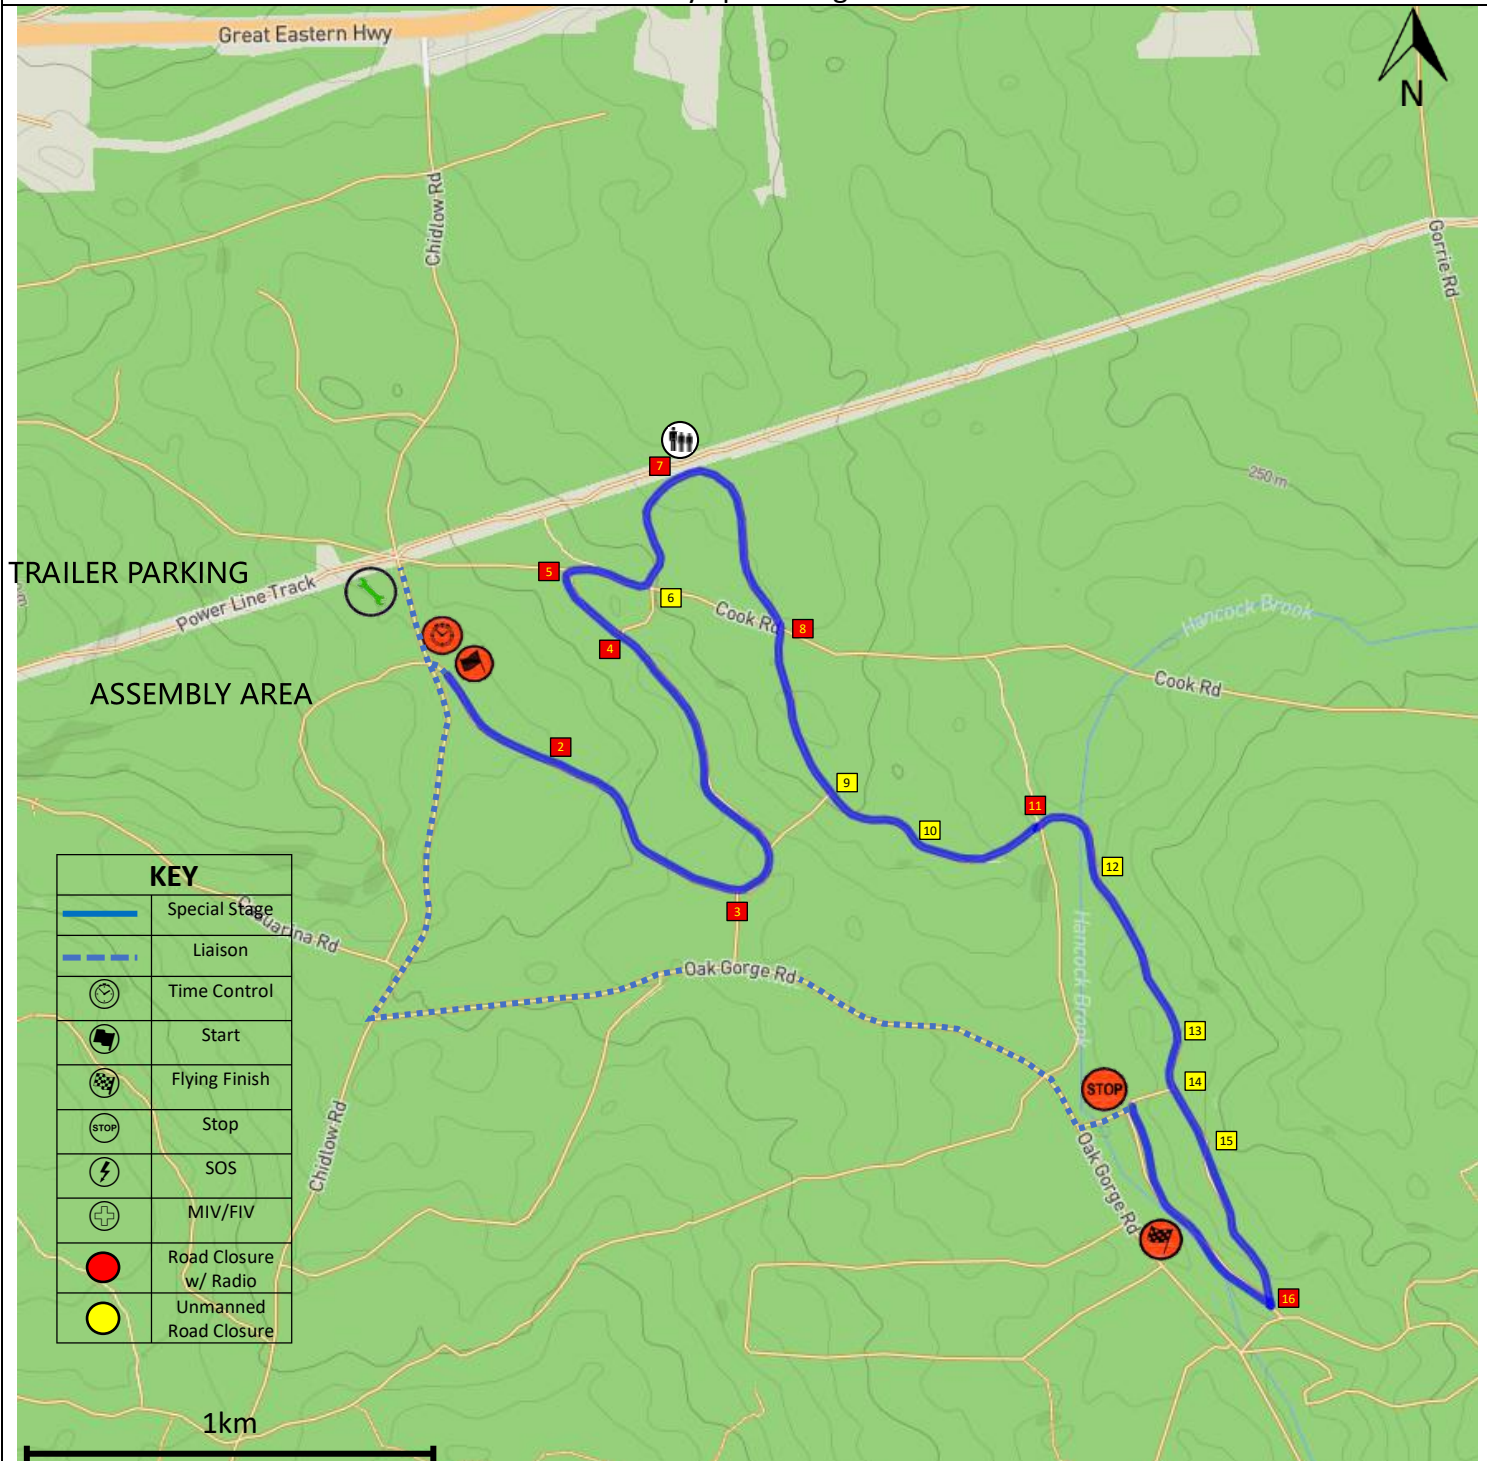 Great Eastern Hwy
N
Chidlow Rd
Gorrie Rd
250 m
7
TRAILER PARKING
5
Power Line Track
6
Cook Rd
8
Hancock Brook
4
Cook Rd
ASSEMBLY AREA
2
9
11
10
12
KEY
Special Stage
Casuarina Rd
Liaison
3
Oak Gorge Rd
Hancock Brook
Time Control
Start
13
Flying Finish
14
STOP
STOP
Stop
15
Chidlow Rd
SOS
Oak Gorge Rd
MIV/FIV
Road Closure
w/ Radio
16
Unmanned
Road Closure
1km